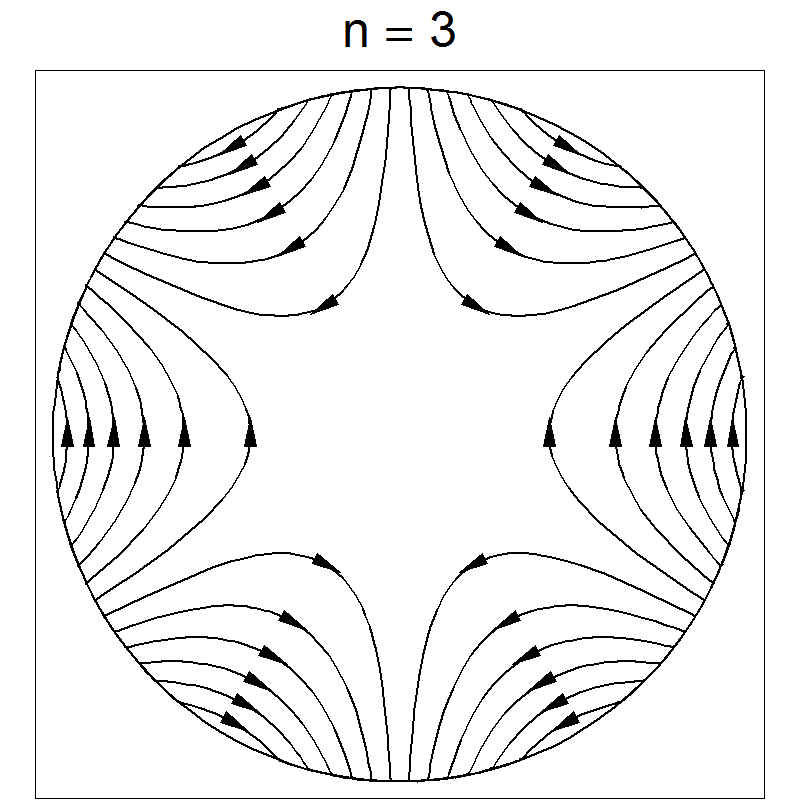 n = 3